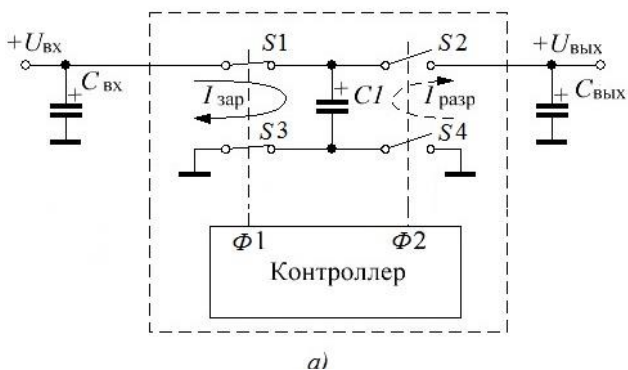 +Uвх S1 S2 +Uвых
Cвх + Iзар + C1 Iразр + Cвых
S3 S4
Ф1 Ф2
Контроллер
а)